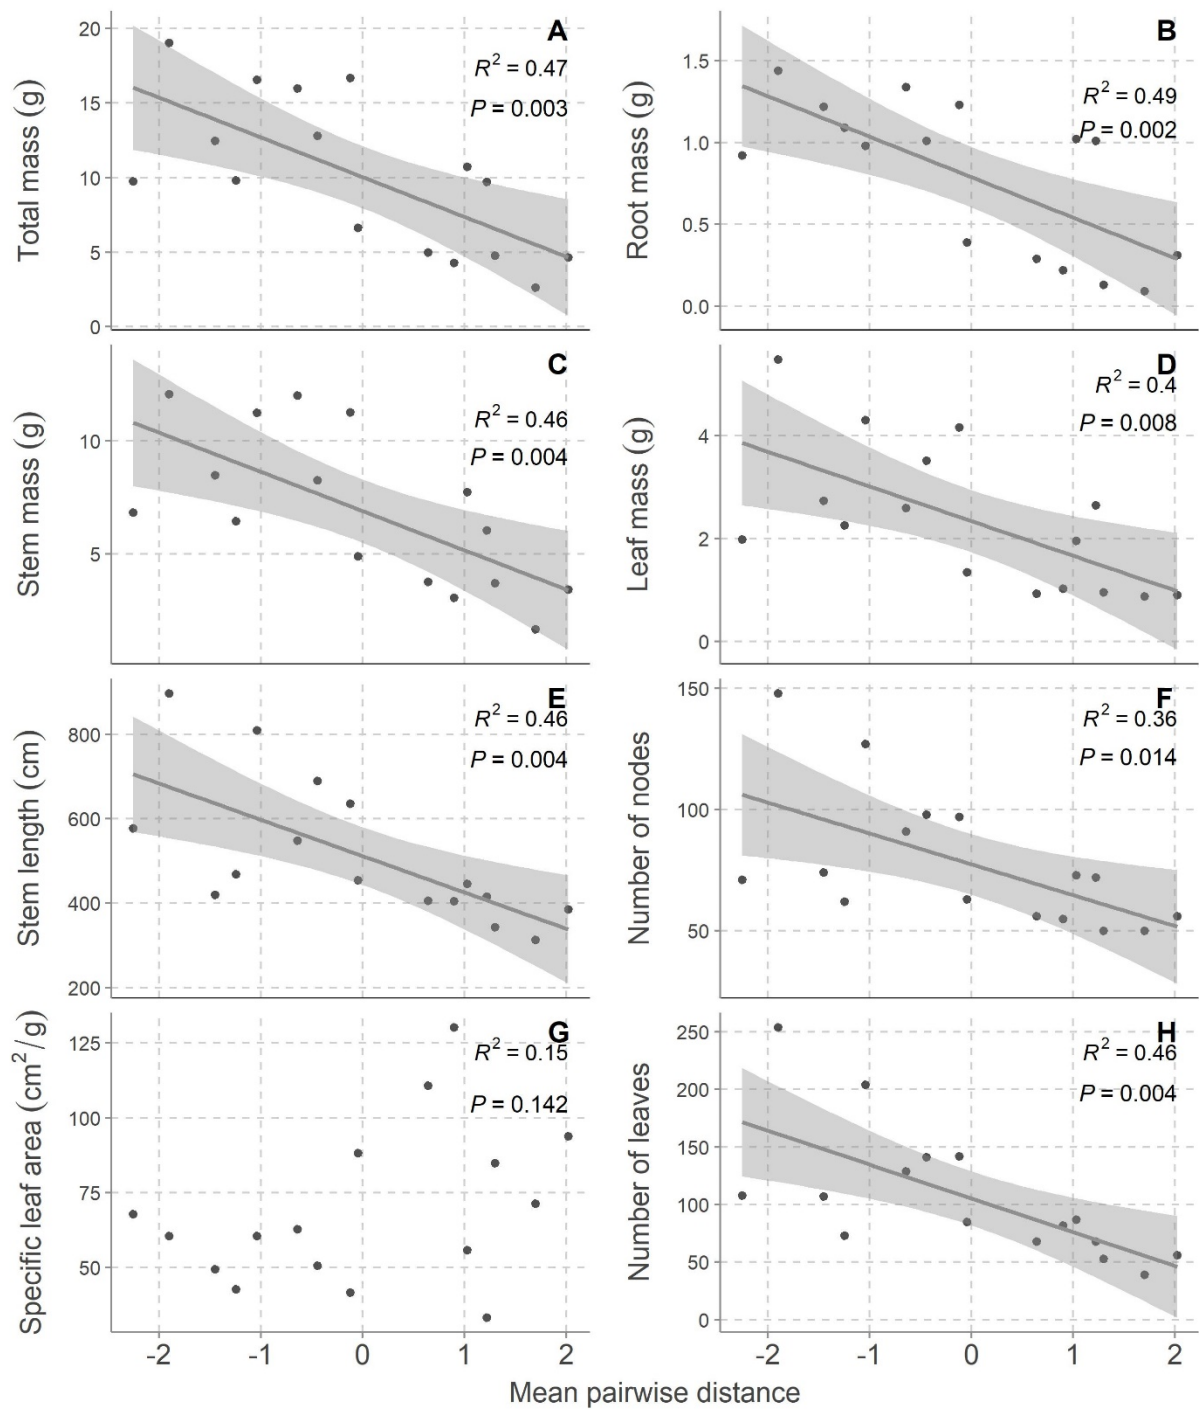 A
R² = 0.47
P = 0.003
Total mass (g)
20
15
10
5
0
B
R² = 0.49
P = 0.002
Root mass (g)
1.5
1.0
0.5
0.0
C
R² = 0.46
P = 0.004
Stem mass (g)
10
5
D
R² = 0.4
P = 0.008
Leaf mass (g)
4
2
0
E
R² = 0.46
P = 0.004
Stem length (cm)
800
600
400
200
F
R² = 0.36
P = 0.014
Number of nodes
150
100
50
G
R² = 0.15
P = 0.142
Specific leaf area (cm² /g)
125
100
75
50
-2 -1 0 1 2
H
R² = 0.46
P = 0.004
Number of leaves
250
200
150
100
50
0
-2 -1 0 1 2
Mean pairwise distance